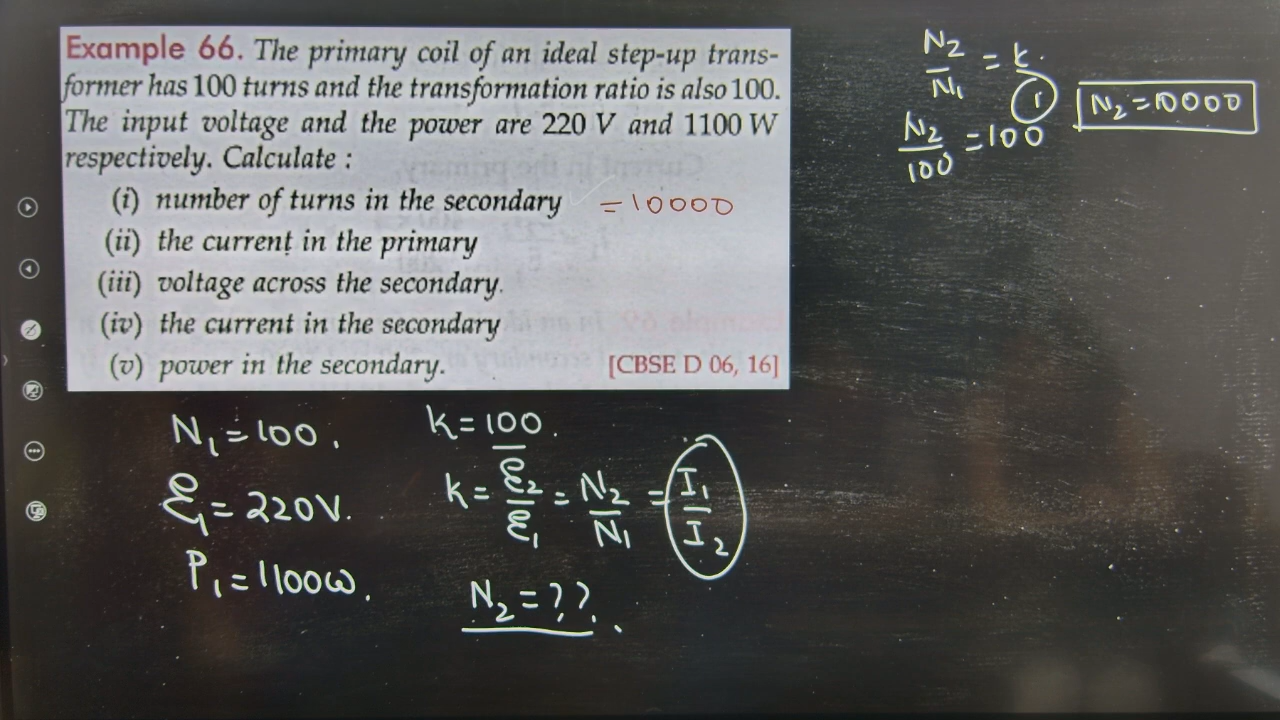 Example 66. The primary coil of an ideal step-up trans-
former has 100 turns and the transformation ratio is also 100.
The input voltage and the power are 220 V and 1100 W
respectively. Calculate :
(i) number of turns in the secondary = 10000
(ii) the current in the primary
(iii) voltage across the secondary.
(iv) the current in the secondary
(v) power in the secondary. [CBSE D 06, 16]
N₁ = 100.
ℰ₁ = 220V.
P₁ = 1100W.
k = 100.
k = ℰ₂/ℰ₁ = N₂/N₁ = I₁/I₂
N₂ = ??.
N₂/N₁ = k.
(1)
N₂/100 = 100
N₂ = 10000